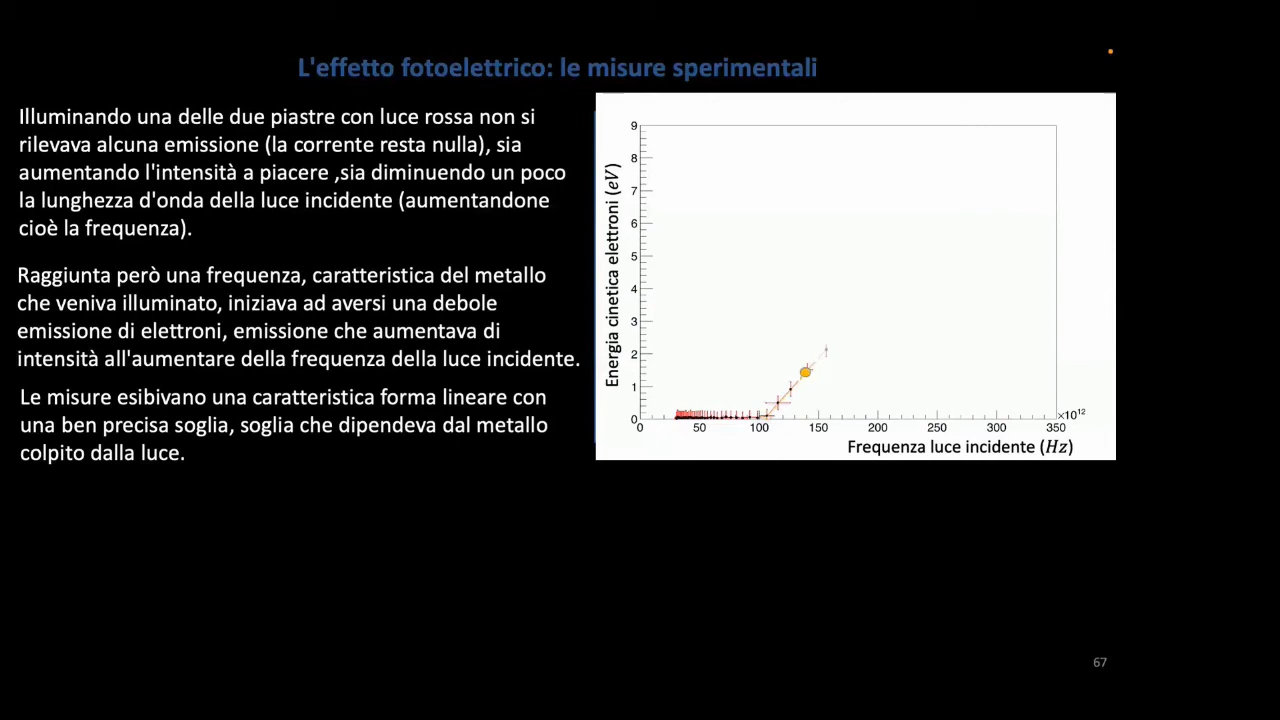 L'effetto fotoelettrico: le misure sperimentali
Illuminando una delle due piastre con luce rossa non si
rilevava alcuna emissione (la corrente resta nulla), sia
aumentando l'intensità a piacere ,sia diminuendo un poco
la lunghezza d'onda della luce incidente (aumentandone
cioè la frequenza).
Raggiunta però una frequenza, caratteristica del metallo
che veniva illuminato, iniziava ad aversi una debole
emissione di elettroni, emissione che aumentava di
intensità all'aumentare della frequenza della luce incidente.
Le misure esibivano una caratteristica forma lineare con
una ben precisa soglia, soglia che dipendeva dal metallo
colpito dalla luce.
Energia cinetica elettroni (eV)
9
8
7
6
5
4
3
2
1
0
0 50 100 150 200 250 300 350
×10¹²
Frequenza luce incidente (Hz)
67